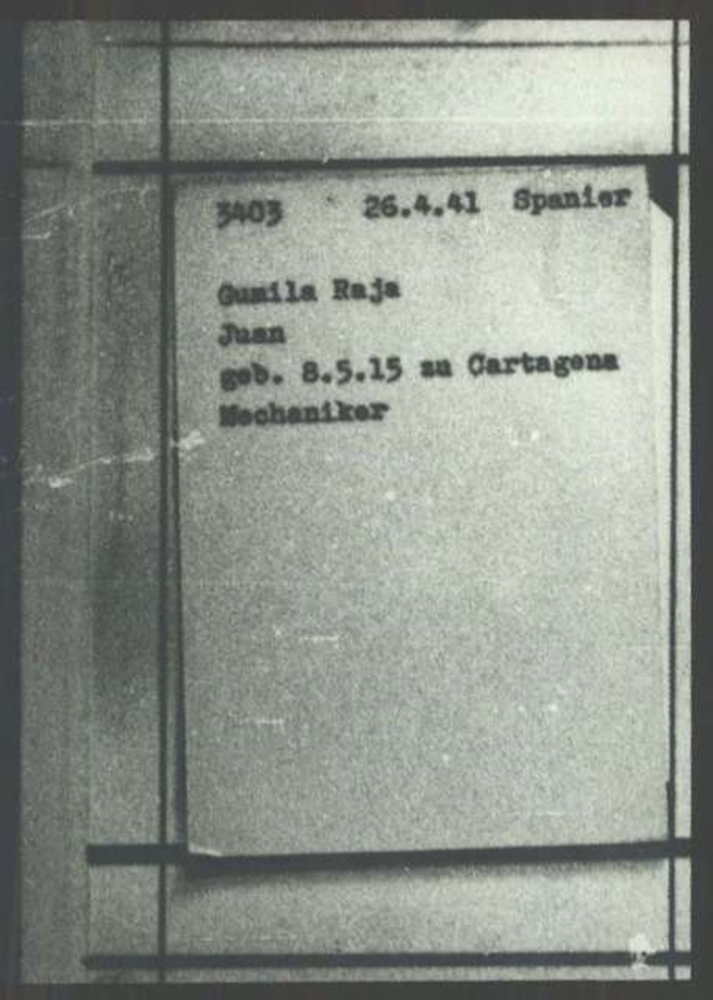 3403 26.4.41 Spanier
Gumila Raja
Juan
geb. 8.5.15 zu Cartagena
Mechaniker